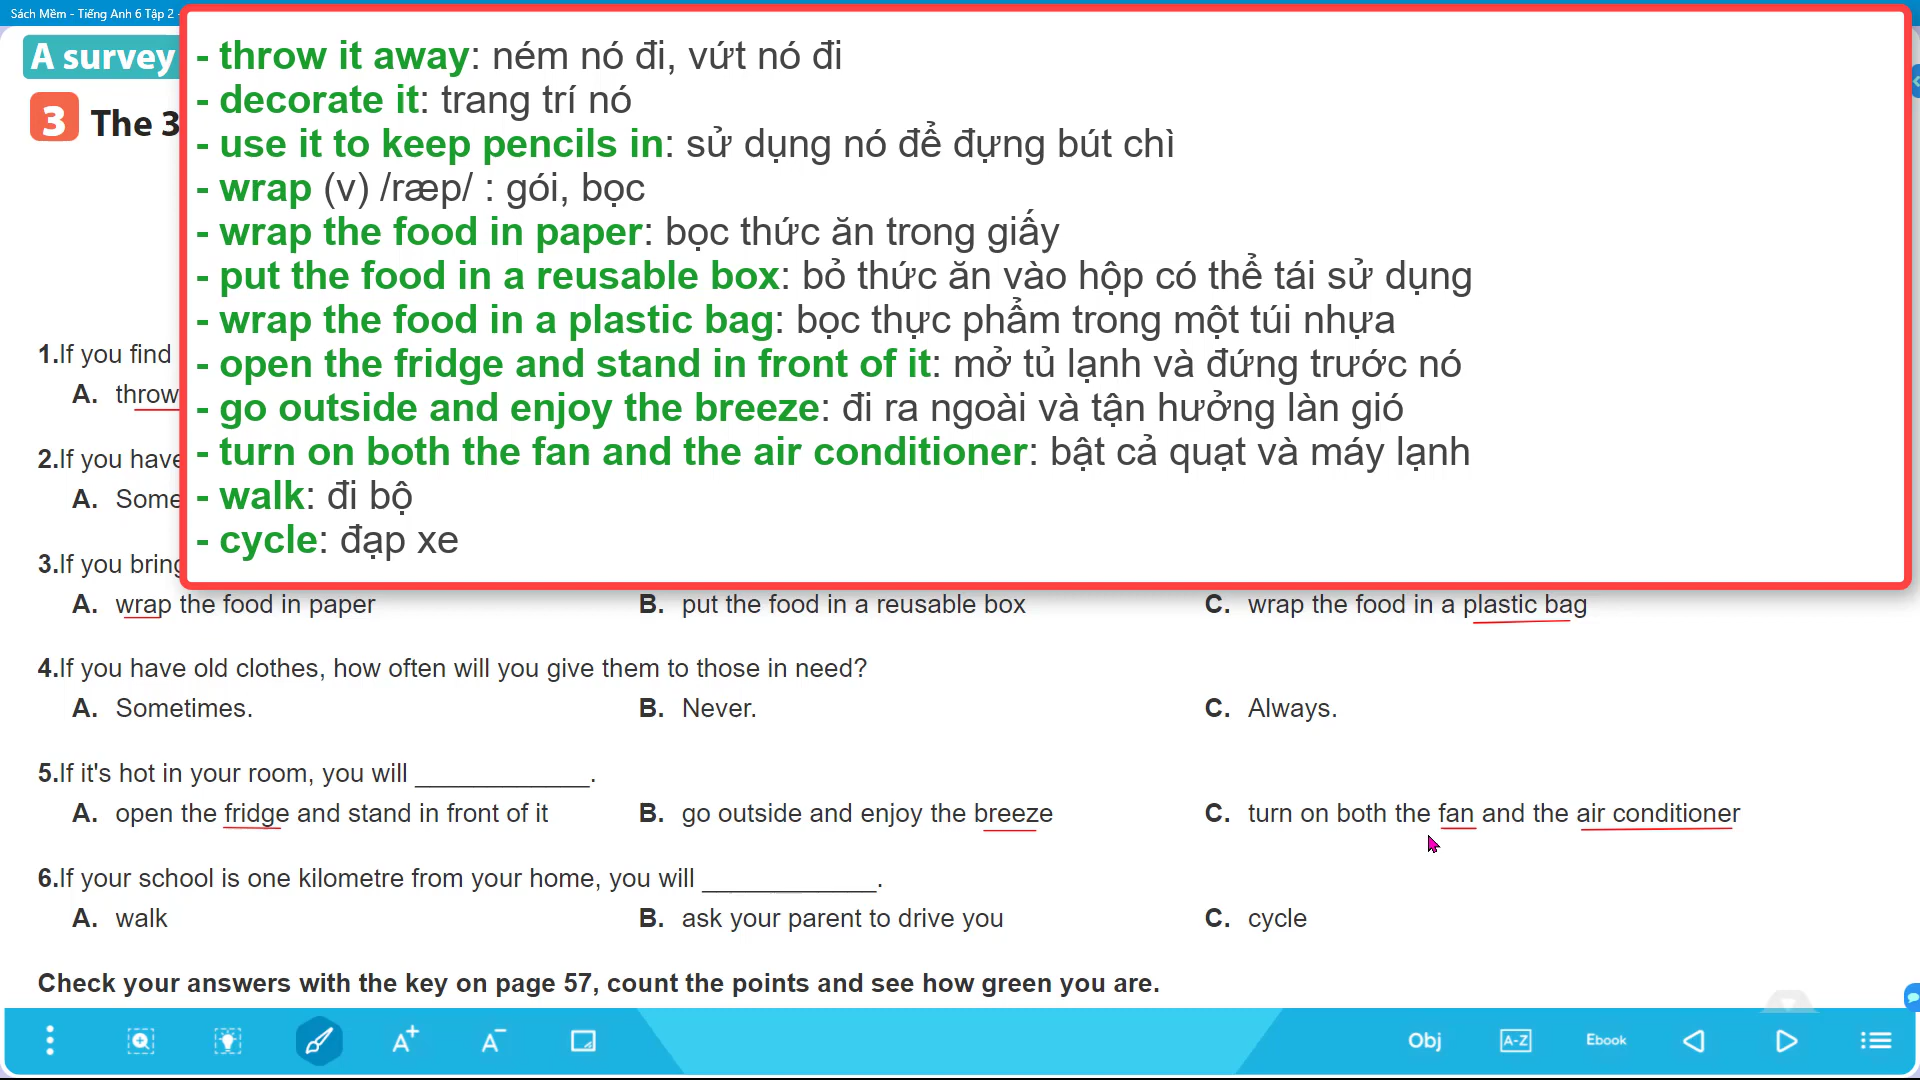 Sách Mềm - Tiếng Anh 6 Tập 2 -
A survey
3 The 3
- throw it away: ném nó đi, vứt nó đi
- decorate it: trang trí nó
- use it to keep pencils in: sử dụng nó để đựng bút chì
- wrap (v) /ræp/ : gói, bọc
- wrap the food in paper: bọc thức ăn trong giấy
- put the food in a reusable box: bỏ thức ăn vào hộp có thể tái sử dụng
- wrap the food in a plastic bag: bọc thực phẩm trong một túi nhựa
- open the fridge and stand in front of it: mở tủ lạnh và đứng trước nó
- go outside and enjoy the breeze: đi ra ngoài và tận hưởng làn gió
- turn on both the fan and the air conditioner: bật cả quạt và máy lạnh
- walk: đi bộ
- cycle: đạp xe
1.If you find
A. throw
2.If you have
A. Some
3.If you bring
A. wrap the food in paper B. put the food in a reusable box C. wrap the food in a plastic bag
4.If you have old clothes, how often will you give them to those in need?
A. Sometimes. B. Never. C. Always.
5.If it's hot in your room, you will ____________.
A. open the fridge and stand in front of it B. go outside and enjoy the breeze C. turn on both the fan and the air conditioner
6.If your school is one kilometre from your home, you will ____________.
A. walk B. ask your parent to drive you C. cycle
Check your answers with the key on page 57, count the points and see how green you are.
A+ A- Obj A-Z Ebook